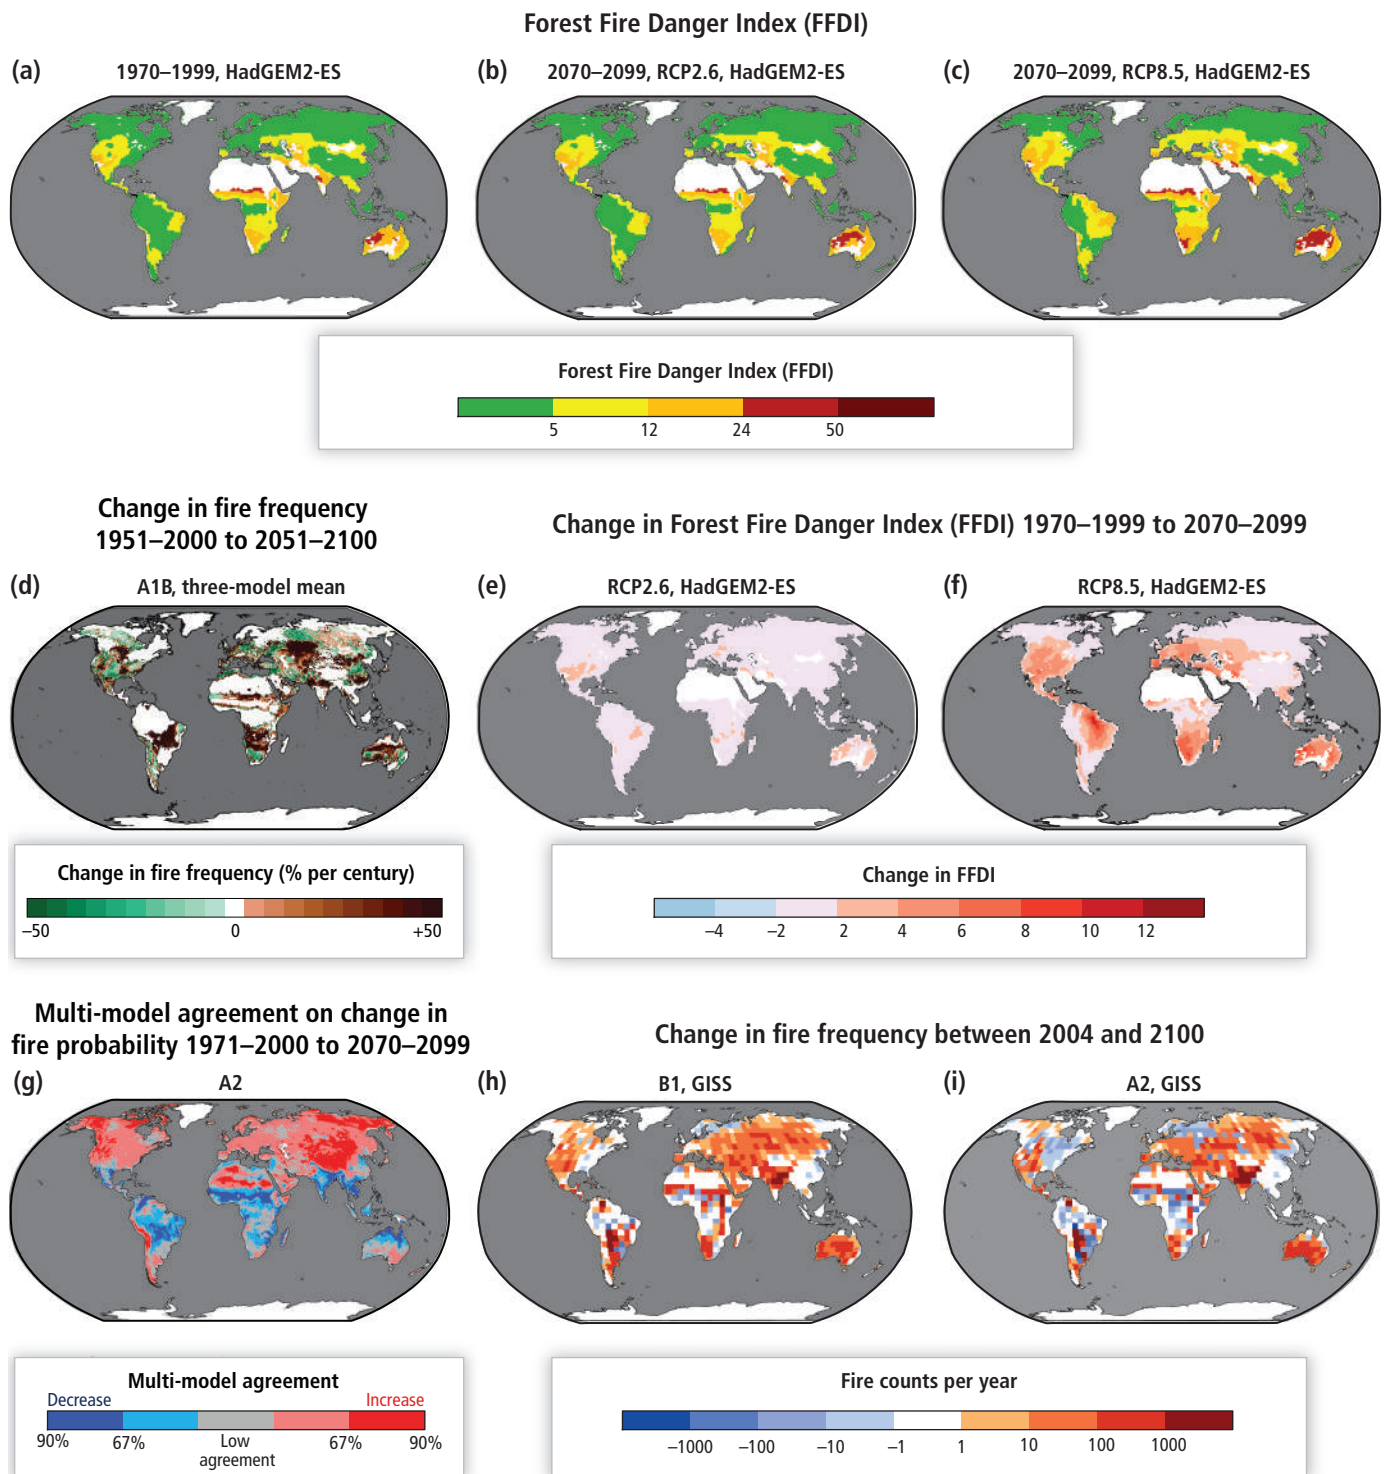 Forest Fire Danger Index (FFDI)
(a) 1970–1999, HadGEM2-ES
(b) 2070–2099, RCP2.6, HadGEM2-ES
(c) 2070–2099, RCP8.5, HadGEM2-ES
Forest Fire Danger Index (FFDI)
5 12 24 50
Change in fire frequency
1951–2000 to 2051–2100
Change in Forest Fire Danger Index (FFDI) 1970–1999 to 2070–2099
(d) A1B, three-model mean
(e) RCP2.6, HadGEM2-ES
(f) RCP8.5, HadGEM2-ES
Change in fire frequency (% per century)
–50 0 +50
Change in FFDI
–4 –2 2 4 6 8 10 12
Multi-model agreement on change in
fire probability 1971–2000 to 2070–2099
Change in fire frequency between 2004 and 2100
(g) A2
(h) B1, GISS
(i) A2, GISS
Multi-model agreement
Decrease Increase
90% 67% Low 67% 90%
agreement
Fire counts per year
–1000 –100 –10 –1 1 10 100 1000